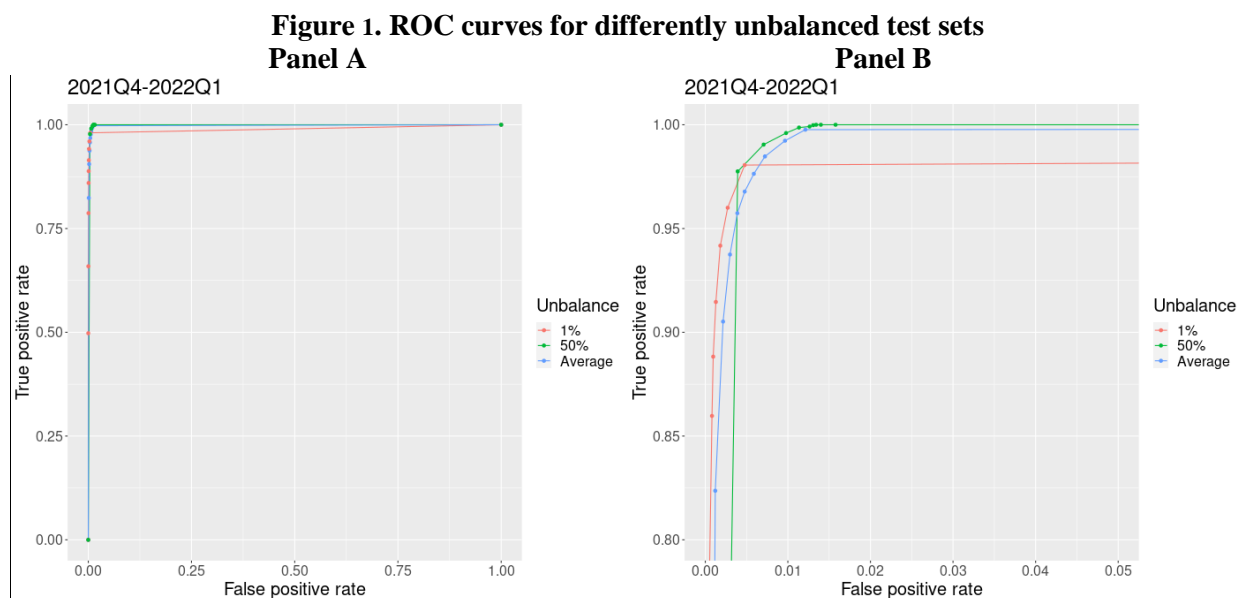 Figure 1. ROC curves for differently unbalanced test sets
Panel A
Panel B
2021Q4-2022Q1
1.00
0.75
0.50
0.25
0.00
True positive rate
0.00 0.25 0.50 0.75 1.00
False positive rate
Unbalance
1%
50%
Average
2021Q4-2022Q1
1.00
0.95
0.90
0.85
0.80
True positive rate
0.00 0.01 0.02 0.03 0.04 0.05
False positive rate
Unbalance
1%
50%
Average